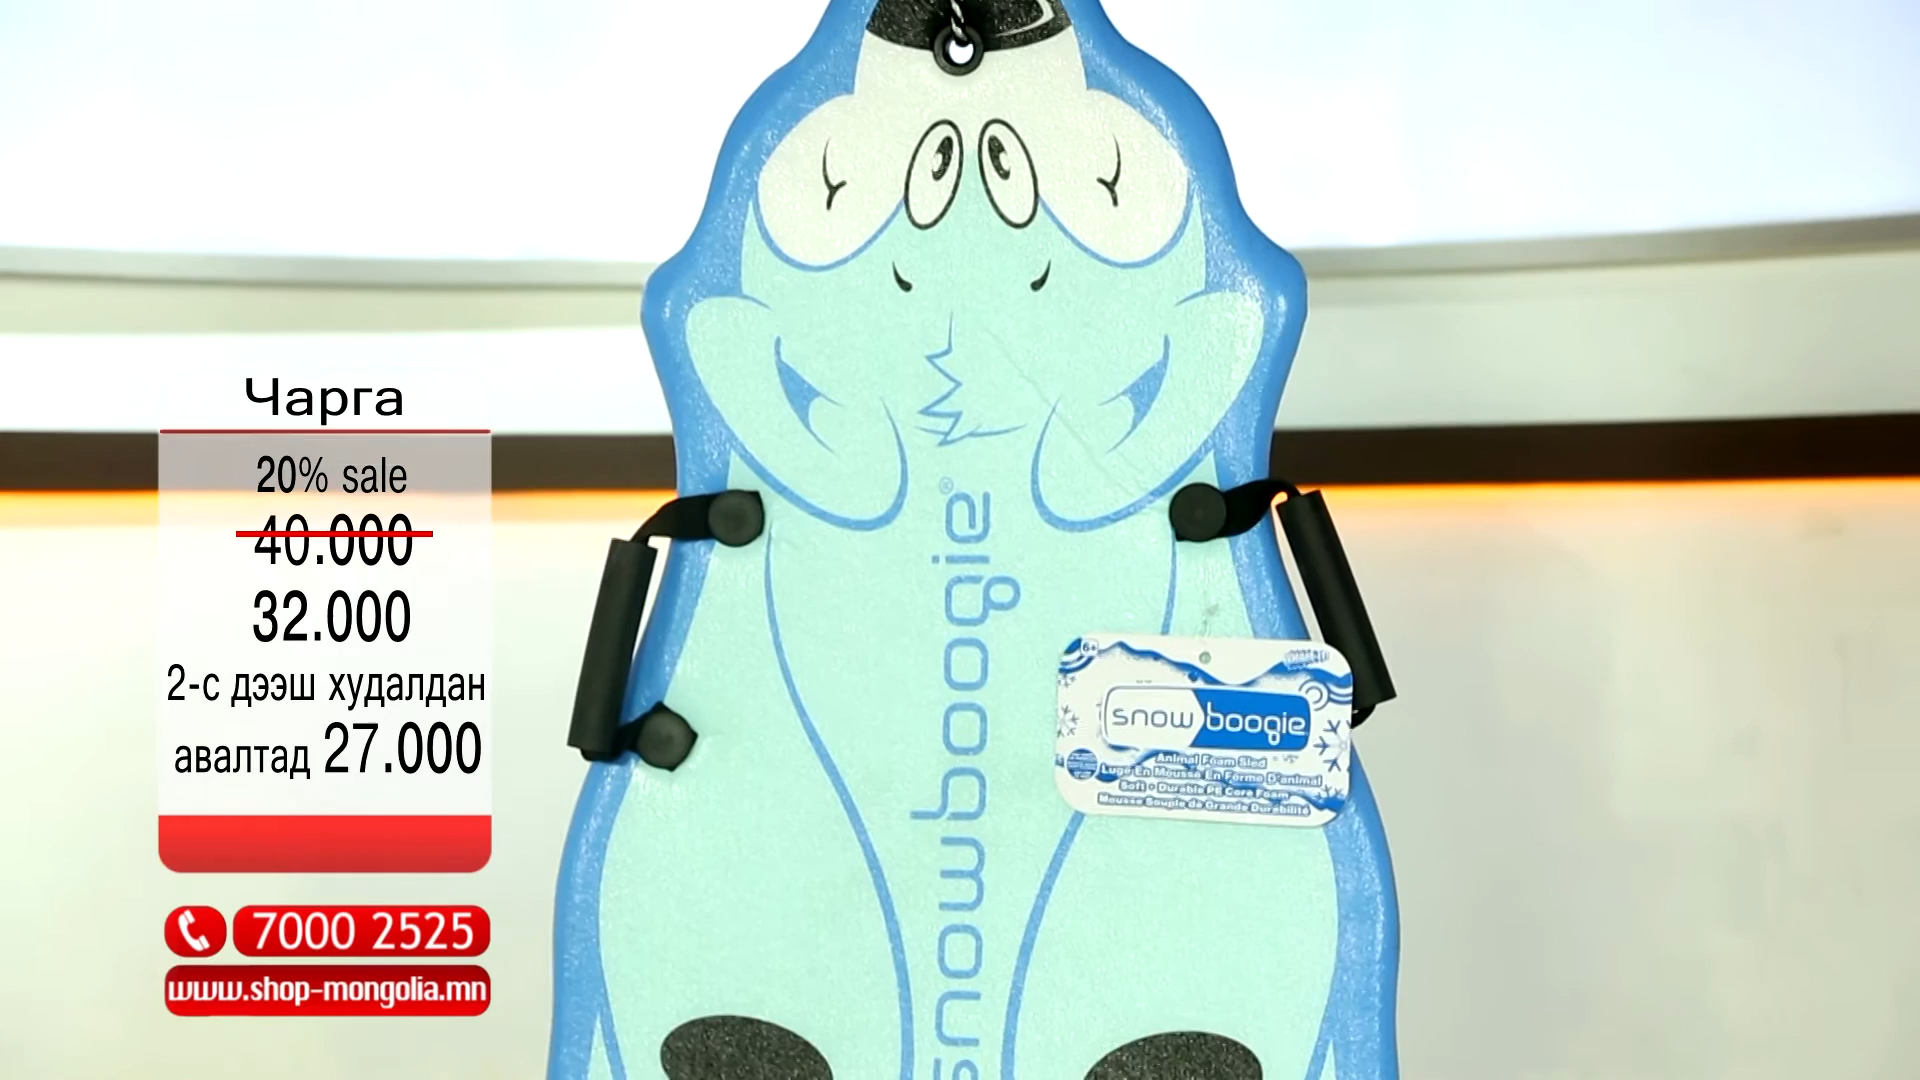 Чарга
20% sale
40.000
32.000
2-с дээш худалдан
авалтад 27.000
7000 2525
www.shop-mongolia.mn
snowboogie®
6+
snow boogie
Animal Foam Sled
Luge En Mousse En Forme D'animal
Soft • Durable PE Core Foam
Mousse Souple de Grande Durabilité